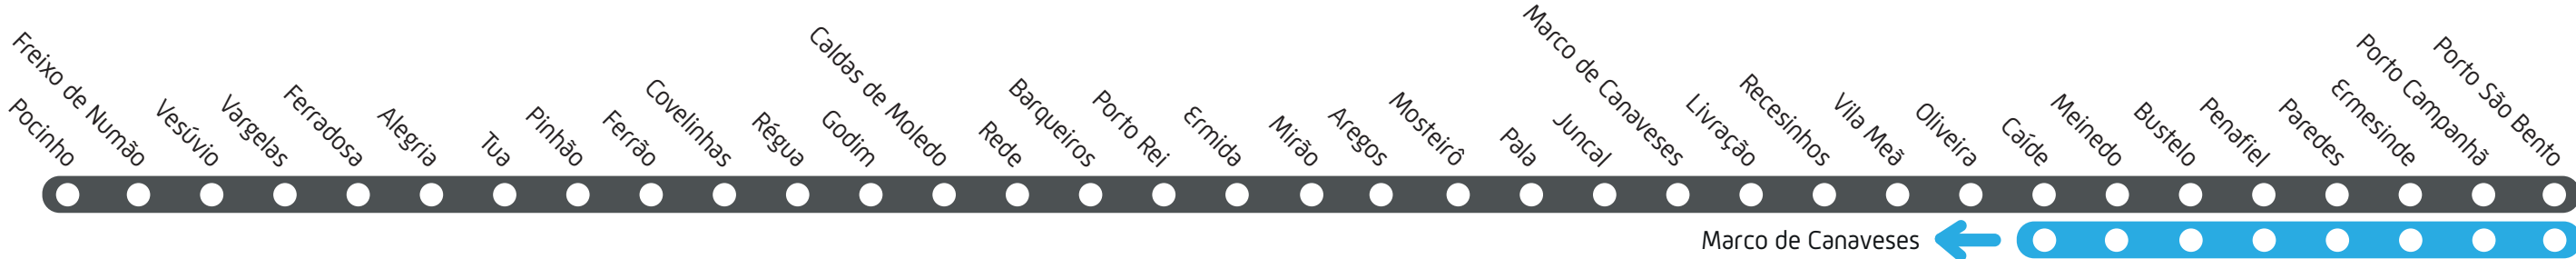 Pocinho
Freixo de Numão
Vesúvio
Vargelas
Ferradosa
Alegria
Tua
Pinhão
Ferrão
Covelinhas
Régua
Godim
Caldas de Moledo
Rede
Barqueiros
Porto Rei
Ermida
Mirão
Aregos
Mosteirô
Pala
Juncal
Marco de Canaveses
Livração
Recesinhos
Vila Meã
Oliveira
Caíde
Meinedo
Bustelo
Penafiel
Paredes
Ermesinde
Porto Campanhã
Porto São Bento
Marco de Canaveses